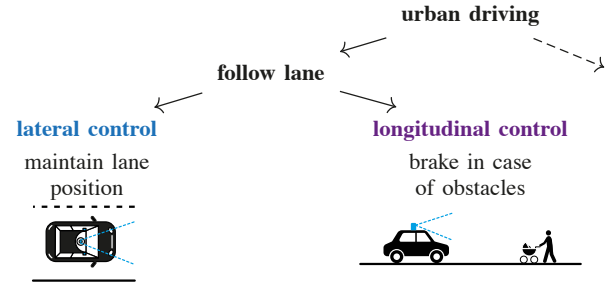 urban driving
follow lane
lateral control
maintain lane
position
longitudinal control
brake in case
of obstacles